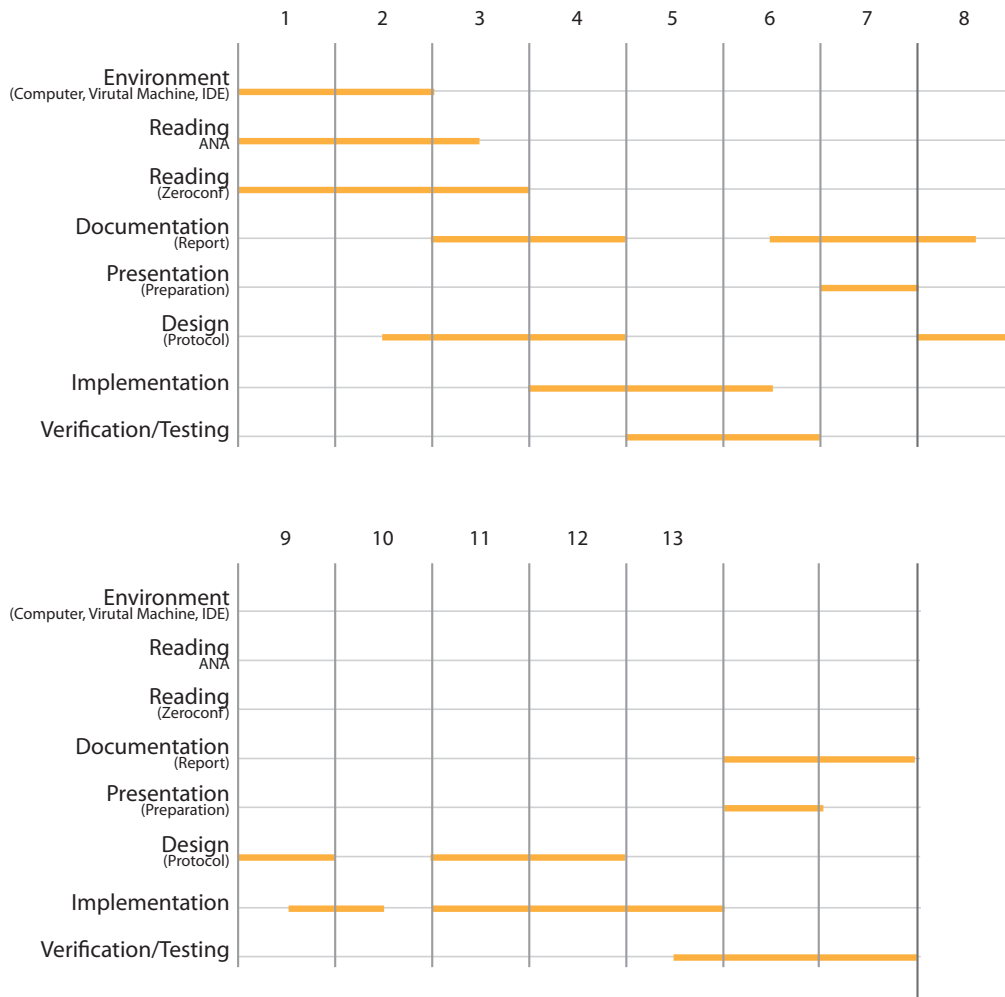 1 2 3 4 5 6 7 8
Environment
(Computer, Virutal Machine, IDE)
Reading
ANA
Reading
(Zeroconf)
Documentation
(Report)
Presentation
(Preparation)
Design
(Protocol)
Implementation
Verification/Testing
9 10 11 12 13
Environment
(Computer, Virutal Machine, IDE)
Reading
ANA
Reading
(Zeroconf)
Documentation
(Report)
Presentation
(Preparation)
Design
(Protocol)
Implementation
Verification/Testing